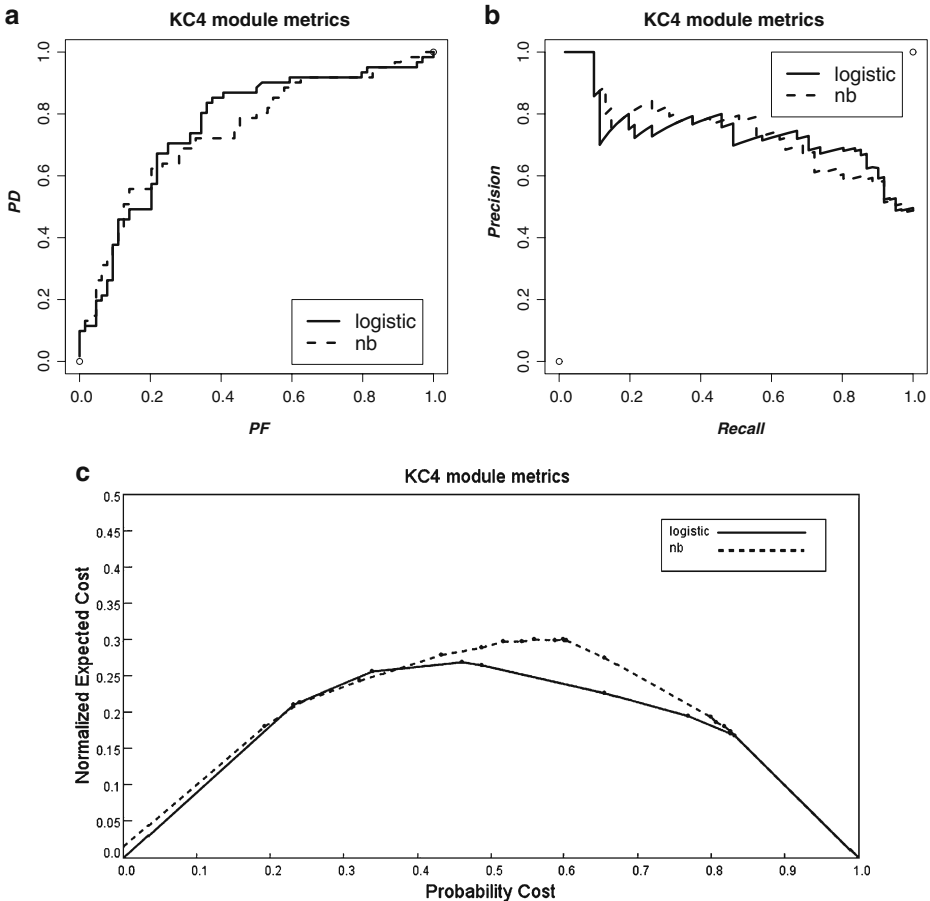 a
KC4 module metrics
PD
1.0
0.8
0.6
0.4
0.2
0.0
logistic
nb
0.0 0.2 0.4 0.6 0.8 1.0
PF
b
KC4 module metrics
Precision
1.0
0.8
0.6
0.4
0.2
0.0
logistic
nb
0.0 0.2 0.4 0.6 0.8 1.0
Recall
c
KC4 module metrics
Normalized Expected Cost
0.5
0.45
0.4
0.35
0.3
0.25
0.2
0.15
0.1
0.05
0.0
logistic
nb
0.0 0.1 0.2 0.3 0.4 0.5 0.6 0.7 0.8 0.9 1.0
Probability Cost